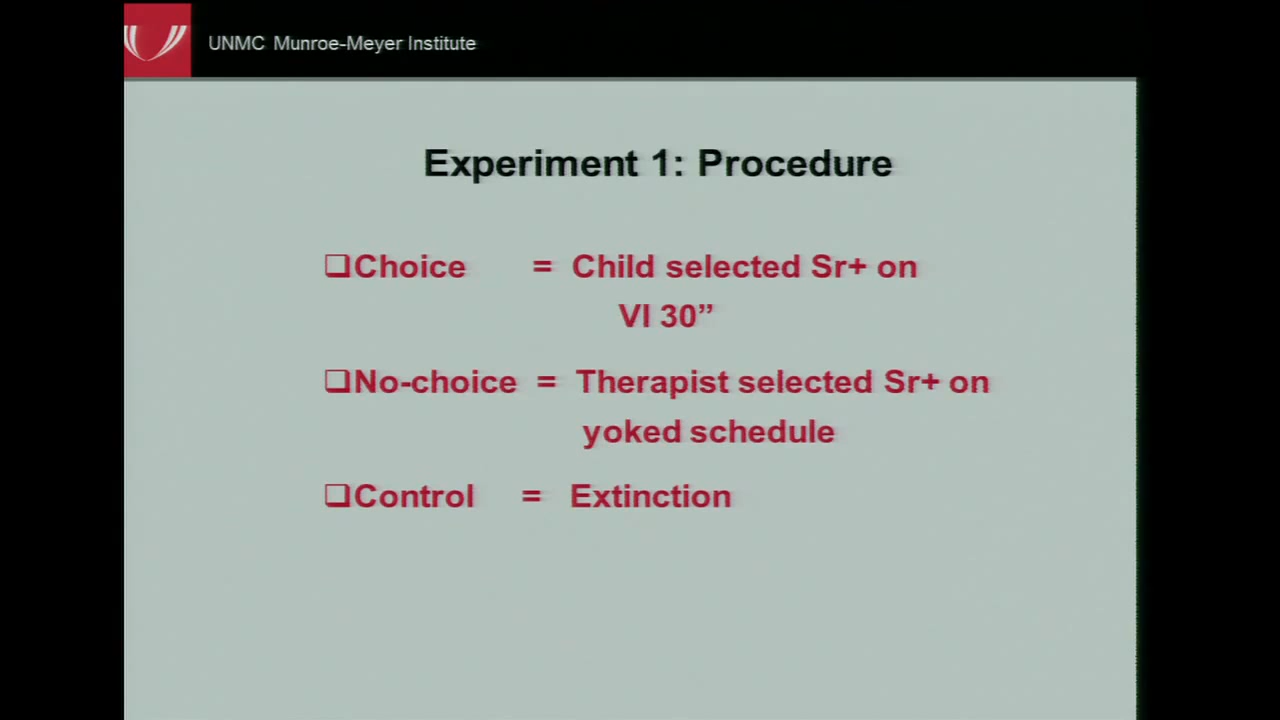 UNMC Munroe-Meyer Institute
Experiment 1: Procedure
❑Choice = Child selected Sr+ on
VI 30”
❑No-choice = Therapist selected Sr+ on
yoked schedule
❑Control = Extinction